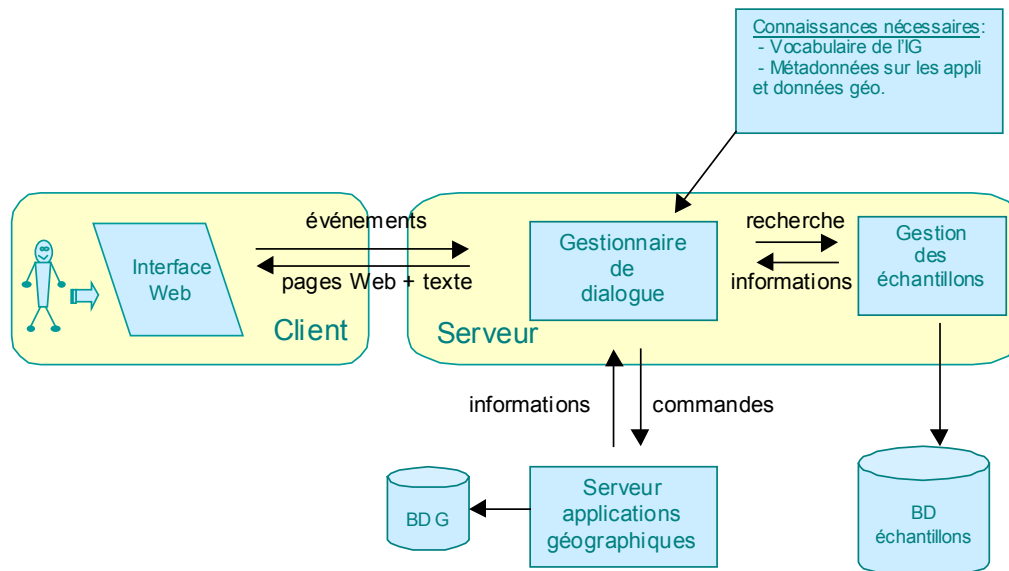 Connaissances nécessaires:
- Vocabulaire de l'IG
- Métadonnées sur les appli
et données géo.
événements
pages Web + texte
Interface
Web
Client
Serveur
Gestionnaire
de
dialogue
recherche
informations
Gestion
des
échantillons
informations
commandes
BD G
Serveur
applications
géographiques
BD
échantillons